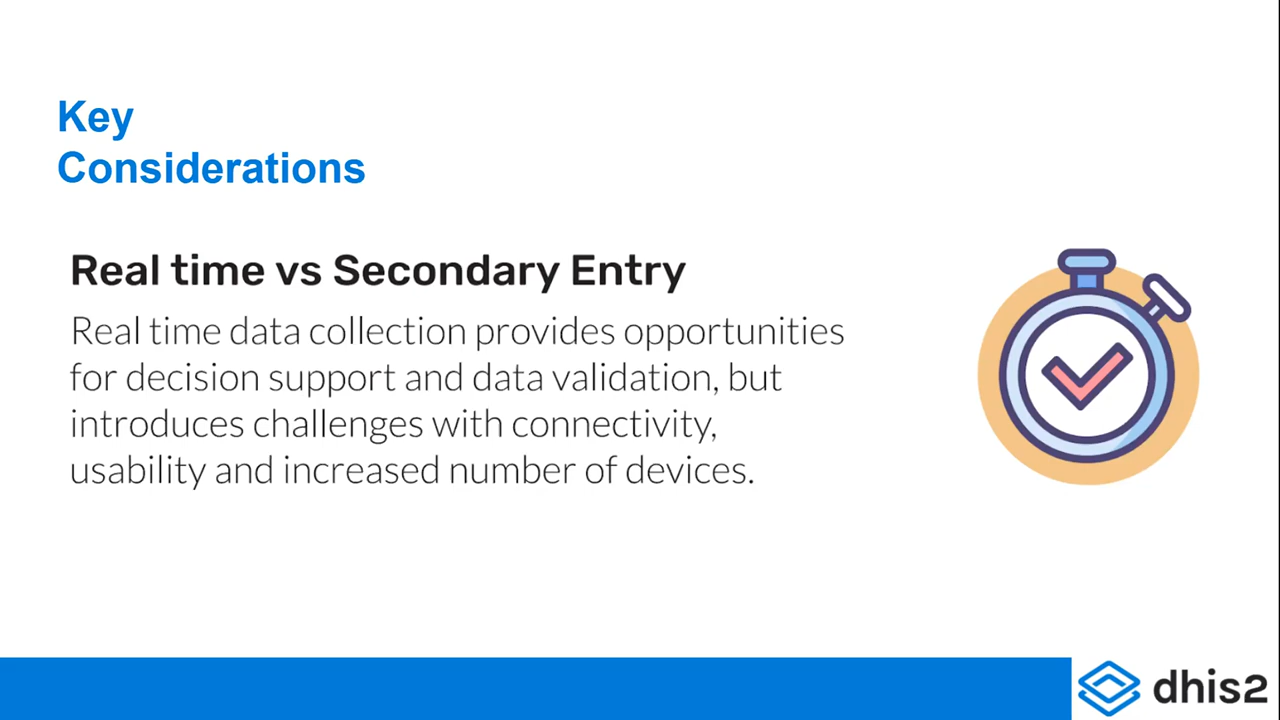 Key
Considerations
Real time vs Secondary Entry
Real time data collection provides opportunities
for decision support and data validation, but
introduces challenges with connectivity,
usability and increased number of devices.
dhis2